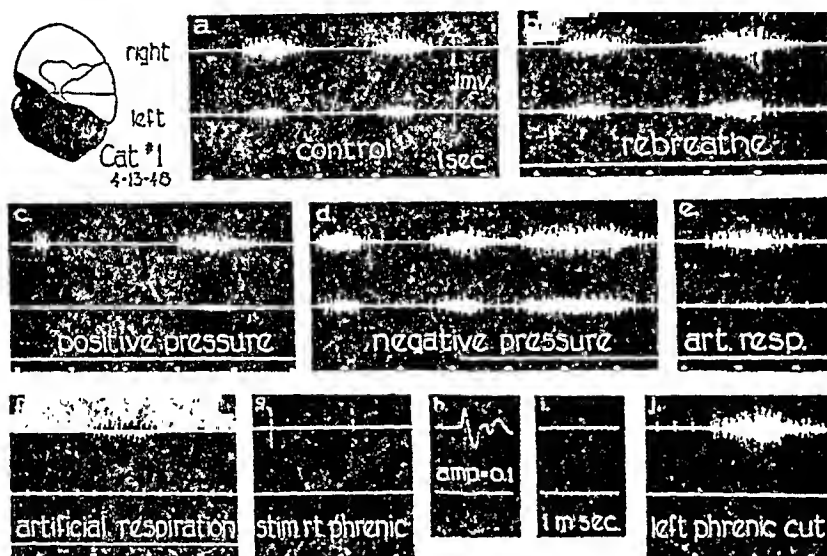 right
left
Cat #1
4-13-48
a.
1mv.
control
1sec.
b.
rebreathe
c.
positive pressure
d.
negative pressure
e.
art. resp.
f.
artificial respiration
g.
stim rt phrenic
h.
amp=0.1
i.
1 m sec.
j.
left phrenic cut